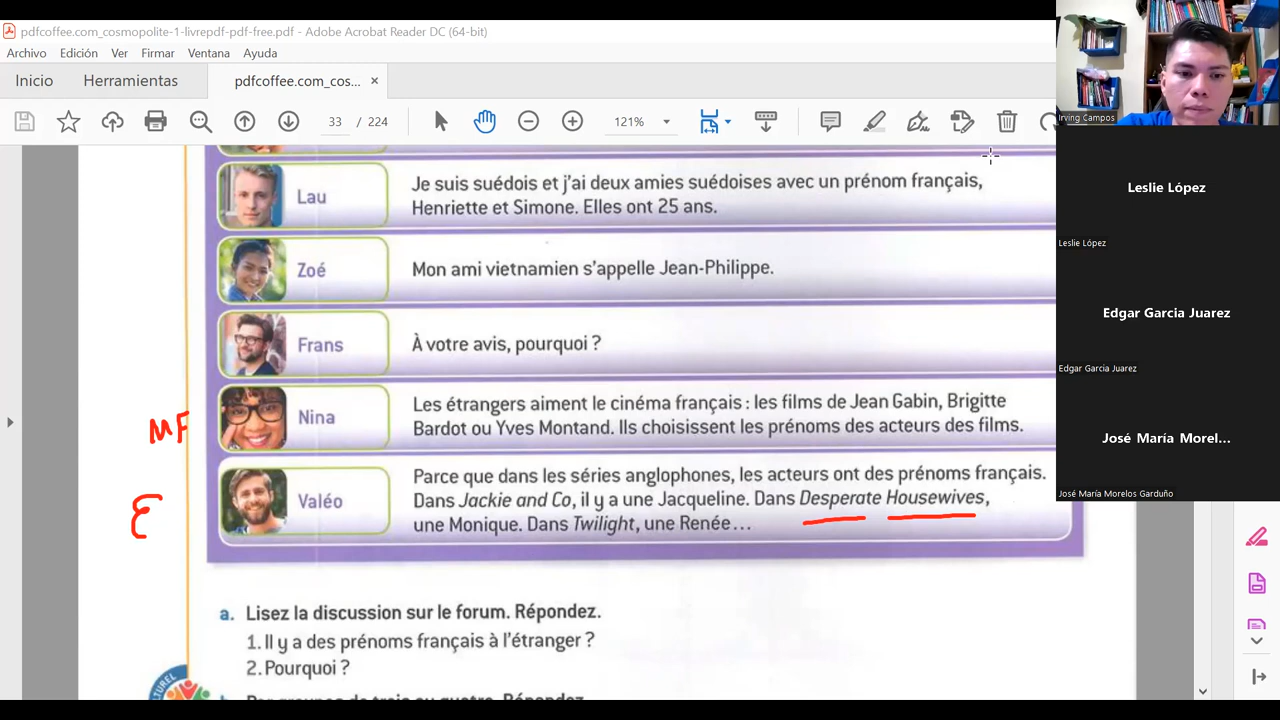 pdfcoffee.com_cosmopolite-1-livrepdf-pdf-free.pdf - Adobe Acrobat Reader DC (64-bit)
Archivo Edición Ver Firmar Ventana Ayuda
Inicio Herramientas pdfcoffee.com_cos... ×
33 / 224 121%
Irving Campos
Leslie López
Leslie López
Edgar Garcia Juarez
Edgar Garcia Juarez
José María Morel...
José María Morelos Garduño
Lau
Je suis suédois et j'ai deux amies suédoises avec un prénom français,
Henriette et Simone. Elles ont 25 ans.
Zoé
Mon ami vietnamien s'appelle Jean-Philippe.
Frans
À votre avis, pourquoi ?
MF
Nina
Les étrangers aiment le cinéma français : les films de Jean Gabin, Brigitte
Bardot ou Yves Montand. Ils choisissent les prénoms des acteurs des films.
E
Valéo
Parce que dans les séries anglophones, les acteurs ont des prénoms français.
Dans Jackie and Co, il y a une Jacqueline. Dans Desperate Housewives,
une Monique. Dans Twilight, une Renée...
a. Lisez la discussion sur le forum. Répondez.
1. Il y a des prénoms français à l'étranger ?
2. Pourquoi ?